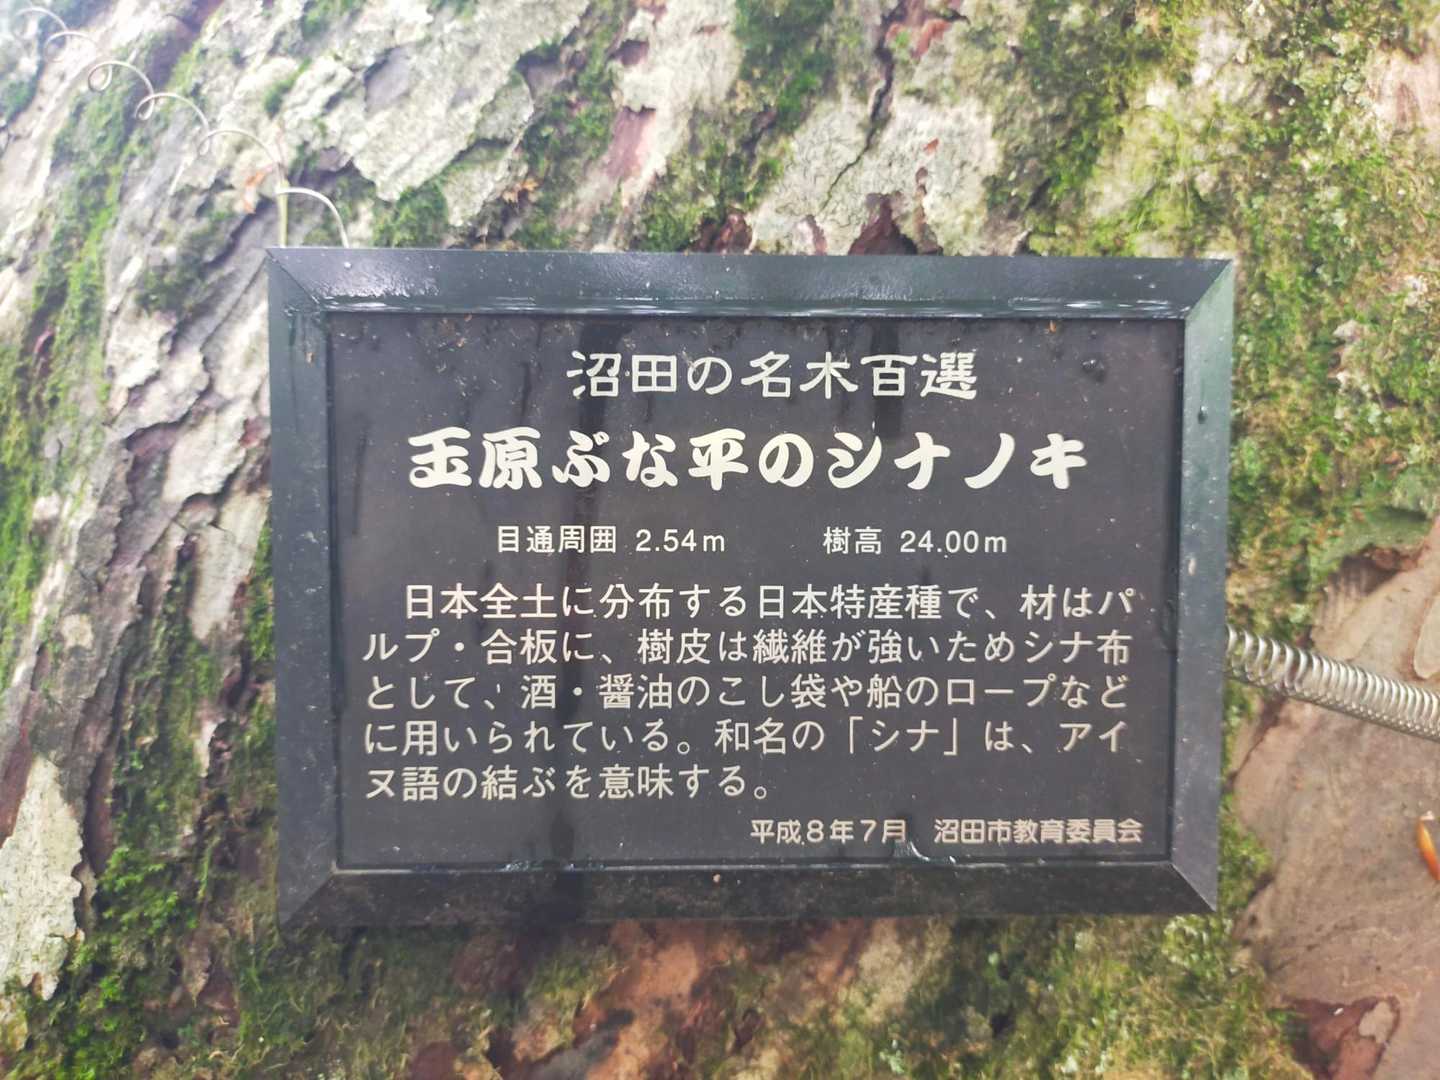 沼田の名木百選
玉原ぶな平のシナノキ
目通周囲 2.54m　樹高 24.00m
日本全土に分布する日本特産種で、材はパ
ルプ・合板に、樹皮は繊維が強いためシナ布
として、酒・醤油のこし袋や船のロープなど
に用いられている。和名の「シナ」は、アイ
ヌ語の結ぶを意味する。
平成8年7月　沼田市教育委員会